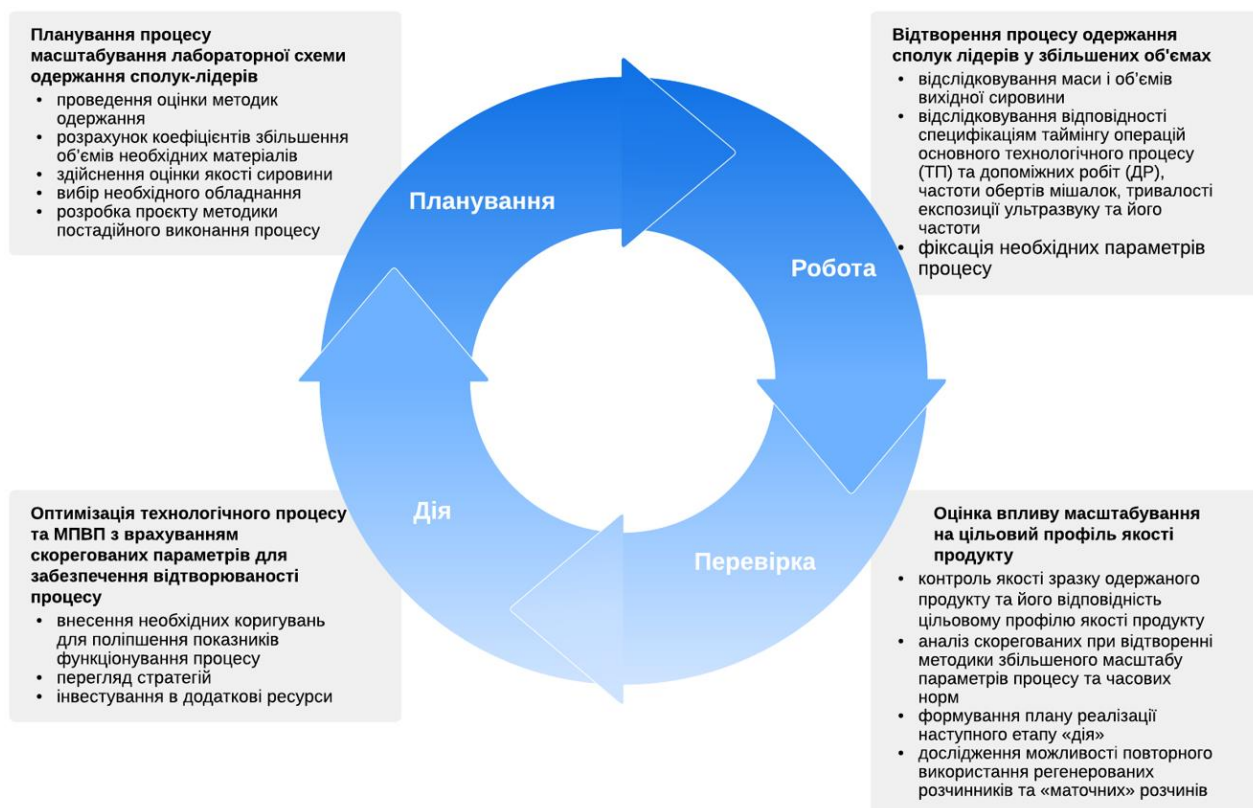 Планування процесу
масштабування лабораторної схеми
одержання сполук-лідерів
• проведення оцінки методик
одержання
• розрахунок коефіцієнтів збільшення
об’ємів необхідних матеріалів
• здійснення оцінки якості сировини
• вибір необхідного обладнання
• розробка проєкту методики
постадійного виконання процесу
Відтворення процесу одержання
сполук лідерів у збільшених об'ємах
• відслідковування маси і об’ємів
вихідної сировини
• відслідковування відповідності
специфікаціям таймінгу операцій
основного технологічного процесу
(ТП) та допоміжних робіт (ДР),
частоти обертів мішалок, тривалості
експозиції ультразвуку та його
частоти
• фіксація необхідних параметрів
процесу
Планування
Робота
Дія
Перевірка
Оптимізація технологічного процесу
та МПВП з врахуванням
скорегованих параметрів для
забезпечення відтворюваності
процесу
• внесення необхідних коригувань
для поліпшення показників
функціонування процесу
• перегляд стратегій
• інвестування в додаткові ресурси
Оцінка впливу масштабування
на цільовий профіль якості
продукту
• контроль якості зразку одержаного
продукту та його відповідність
цільовому профілю якості продукту
• аналіз скорегованих при відтворенні
методики збільшеного масштабу
параметрів процесу та часових
норм
• формування плану реалізації
наступного етапу «дія»
• дослідження можливості повторного
використання регенерованих
розчинників та «маточних» розчинів